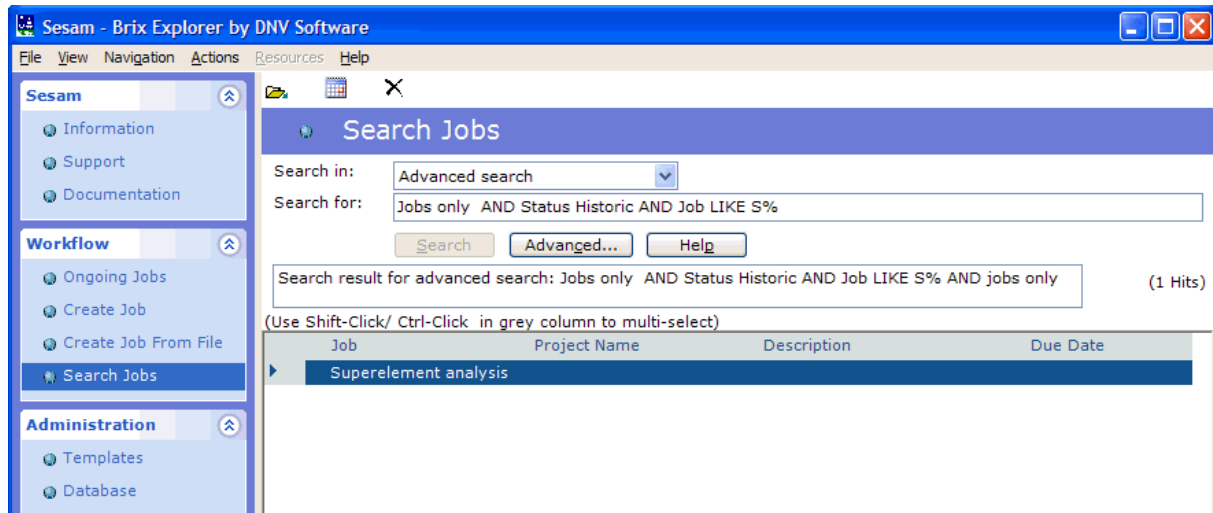 Sesam - Brix Explorer by DNV Software
File View Navigation Actions Resources Help
Sesam
Information
Support
Documentation
Workflow
Ongoing Jobs
Create Job
Create Job From File
Search Jobs
Administration
Templates
Database
Search Jobs
Search in: Advanced search
Search for: Jobs only  AND Status Historic AND Job LIKE S%
Search Advanced... Help
Search result for advanced search: Jobs only  AND Status Historic AND Job LIKE S% AND jobs only (1 Hits)
(Use Shift-Click/ Ctrl-Click  in grey column to multi-select)
Job Project Name Description Due Date
Superelement analysis